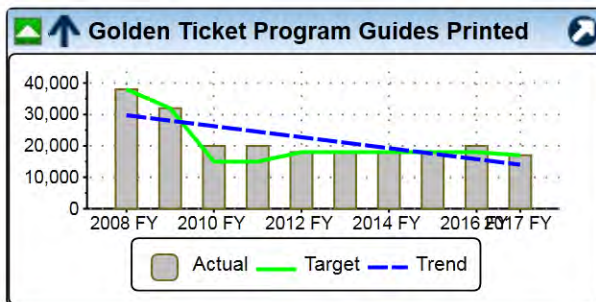 Golden Ticket Program Guides Printed
40,000
30,000
20,000
10,000
0
2008 FY 2010 FY 2012 FY 2014 FY 2016 FY 2017 FY
Actual Target Trend